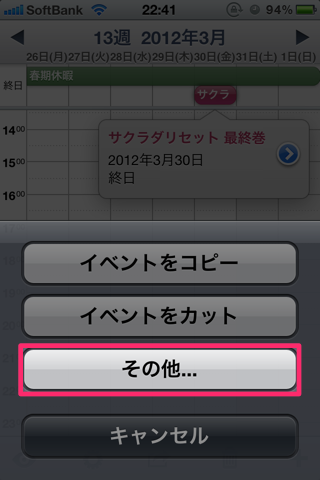 SoftBank 22:41 94%
13週 2012年3月
26日(月)27日(火)28日(水)29日(木)30日(金)31日(土) 1日(日)
終日
春期休暇
サクラ
14:00
サクラダリセット 最終巻
2012年3月30日
15:00
終日
16:00
イベントをコピー
イベントをカット
その他...
キャンセル